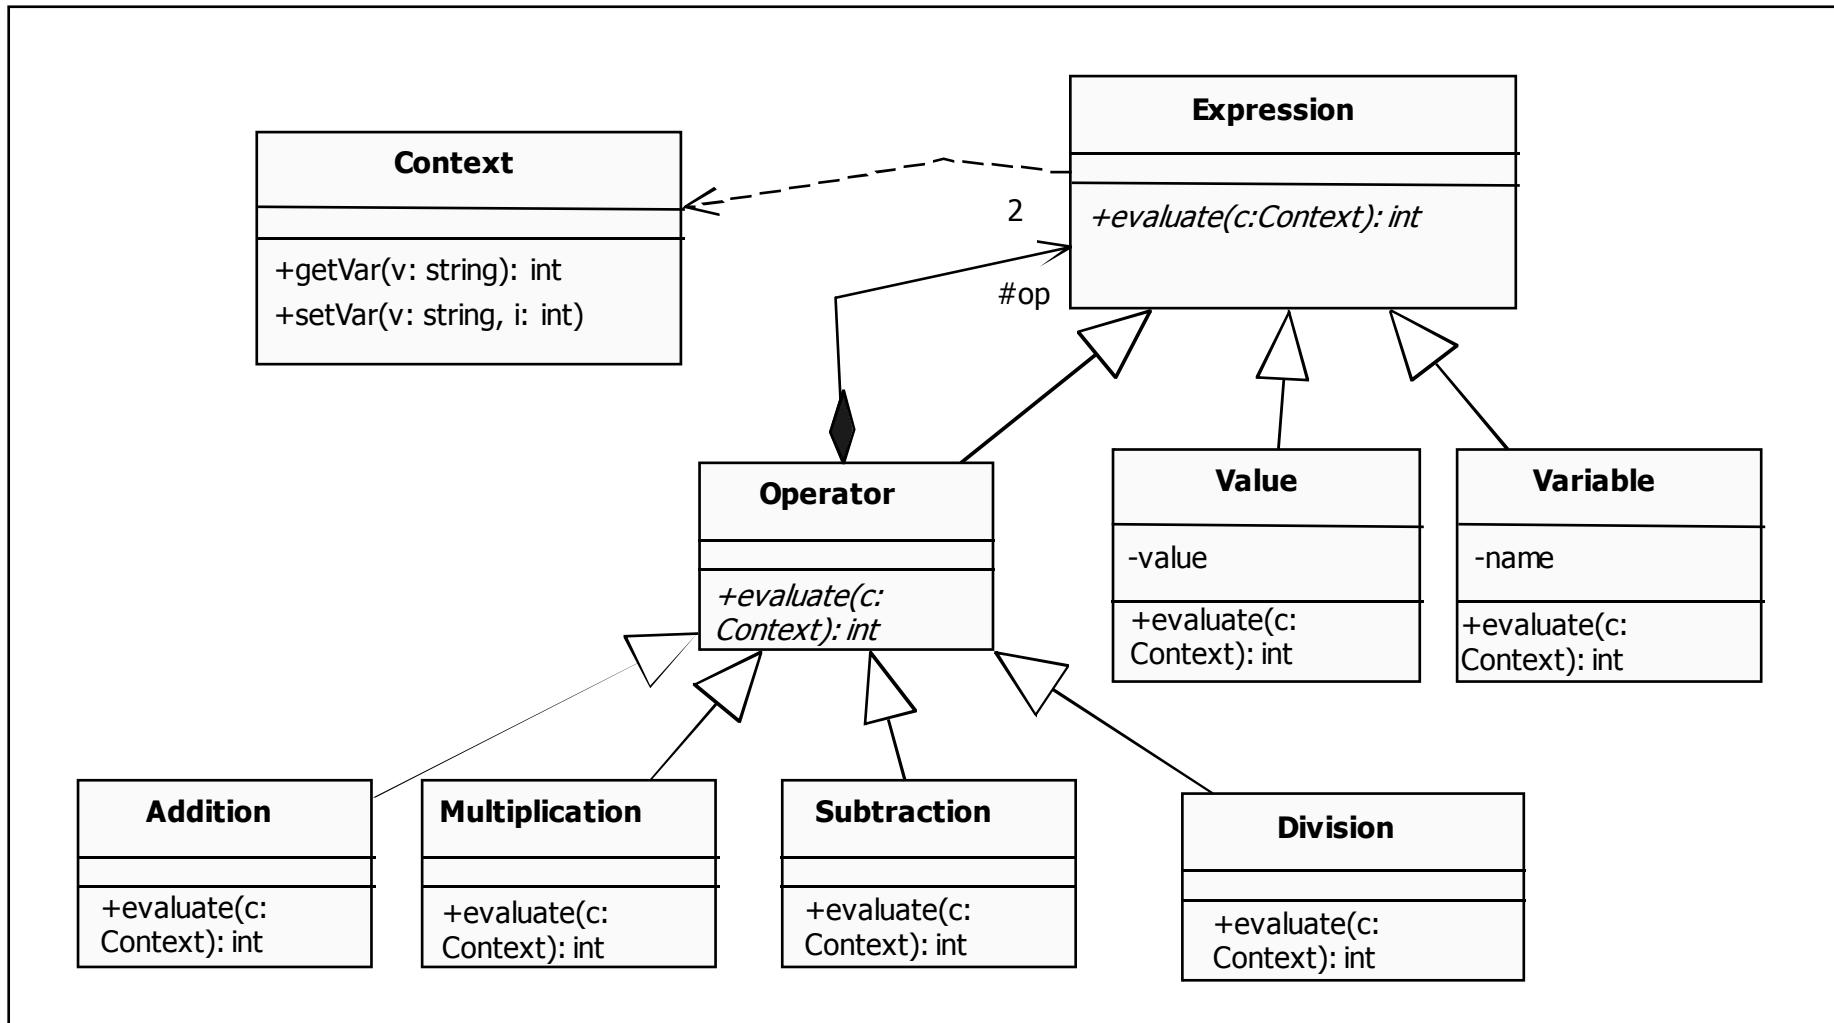 Expression
+evaluate(c:Context): int
Context
+getVar(v: string): int
+setVar(v: string, i: int)
2
#op
Operator
+evaluate(c:
Context): int
Value
-value
+evaluate(c:
Context): int
Variable
-name
+evaluate(c:
Context): int
Addition
+evaluate(c:
Context): int
Multiplication
+evaluate(c:
Context): int
Subtraction
+evaluate(c:
Context): int
Division
+evaluate(c:
Context): int